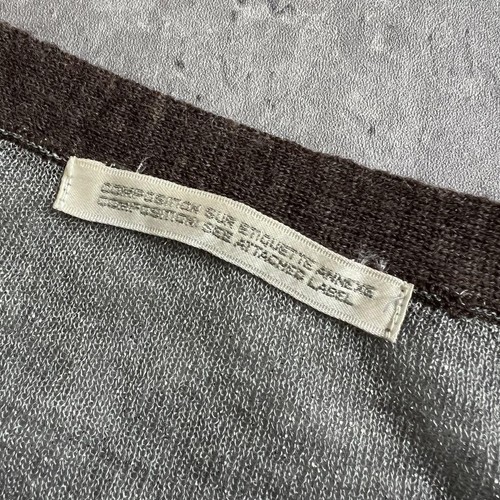 COMPOSITION SUR ETIQUETTE ANNEXE
COMPOSITION SEE ATTACHED LABEL